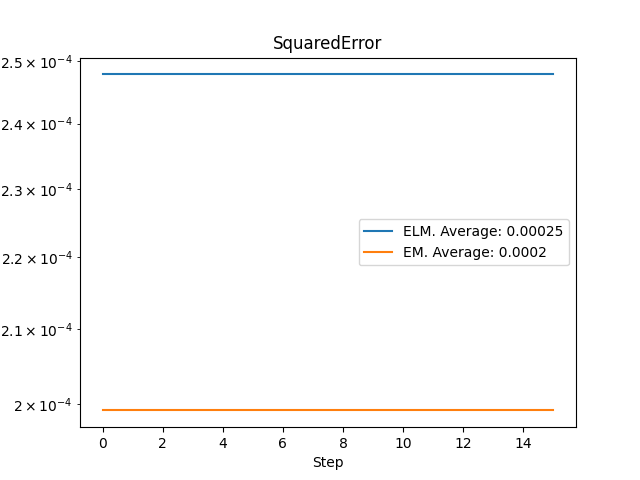 SquaredError
2.5 × 10⁻⁴
2.4 × 10⁻⁴
2.3 × 10⁻⁴
2.2 × 10⁻⁴
2.1 × 10⁻⁴
2 × 10⁻⁴
ELM. Average: 0.00025
EM. Average: 0.0002
0 2 4 6 8 10 12 14
Step